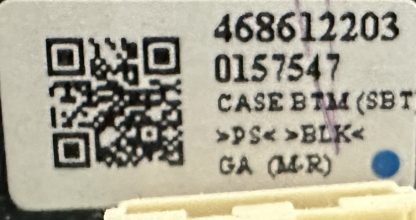 468612203
0157547
CASE BTM (SBT
>PS< >BLK<
GA (M-R)